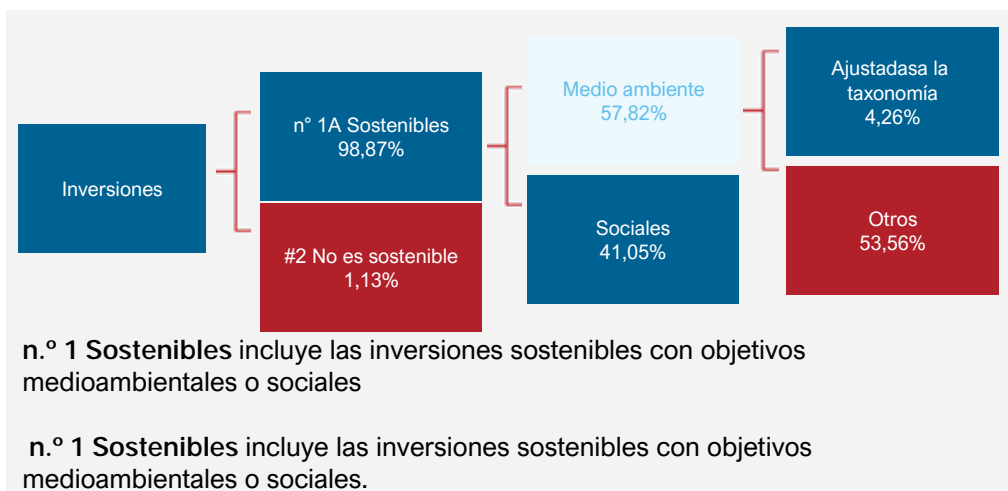 Inversiones
n° 1A Sostenibles
98,87%
#2 No es sostenible
1,13%
Medio ambiente
57,82%
Sociales
41,05%
Ajustadasa la
taxonomía
4,26%
Otros
53,56%
n.º 1 Sostenibles incluye las inversiones sostenibles con objetivos
medioambientales o sociales
n.º 1 Sostenibles incluye las inversiones sostenibles con objetivos
medioambientales o sociales.